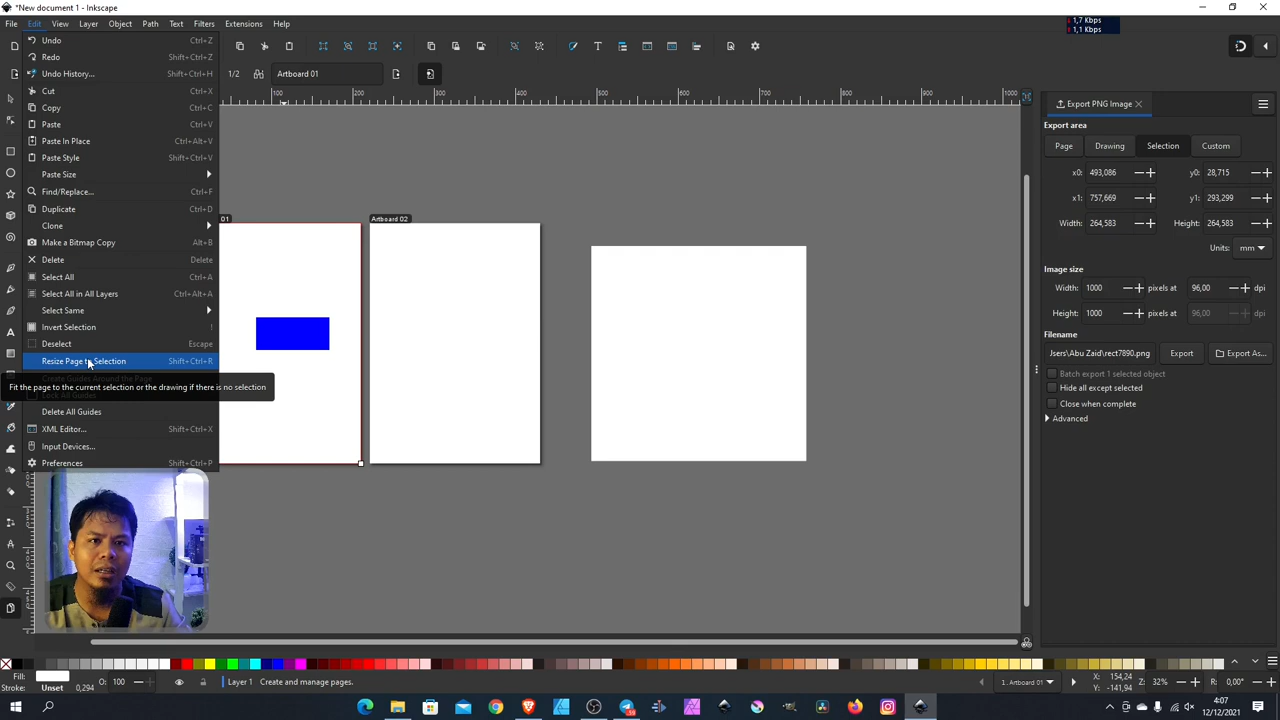 *New document 1 - Inkscape
1,7 Kbps
1,1 Kbps
File Edit View Layer Object Path Text Filters Extensions Help
Undo Ctrl+Z
Redo Shift+Ctrl+Z
Undo History... Shift+Ctrl+H
Cut Ctrl+X
Copy Ctrl+C
Paste Ctrl+V
Paste In Place Ctrl+Alt+V
Paste Style Shift+Ctrl+V
Paste Size
Find/Replace... Ctrl+F
Duplicate Ctrl+D
Clone
Make a Bitmap Copy Alt+B
Delete Delete
Select All Ctrl+A
Select All in All Layers Ctrl+Alt+A
Select Same
Invert Selection !
Deselect Escape
Resize Page to Selection Shift+Ctrl+R
Create Guides Around the Page
Fit the page to the current selection or the drawing if there is no selection
Lock All Guides
Delete All Guides
XML Editor... Shift+Ctrl+X
Input Devices...
Preferences Shift+Ctrl+P
1/2 Artboard 01
100 200 300 400 500 600 700 800 900 1000
01 Artboard 02
Export PNG Image
Export area
Page Drawing Selection Custom
x0: 493,086 y0: 28,715
x1: 757,669 y1: 293,299
Width: 264,583 Height: 264,583
Units: mm
Image size
Width: 1000 pixels at 96,00 dpi
Height: 1000 pixels at 96,00 dpi
Filename
Jsers\Abu Zaid\rect7890.png Export Export As...
Batch export 1 selected object
Hide all except selected
Close when complete
Advanced
Fill:
Stroke: Unset 0,294
O: 100
Layer 1 Create and manage pages.
1. Artboard 01
X: 154,24
Y: -141,94
Z: 32% R: 0,00°
4:07
12/12/2021